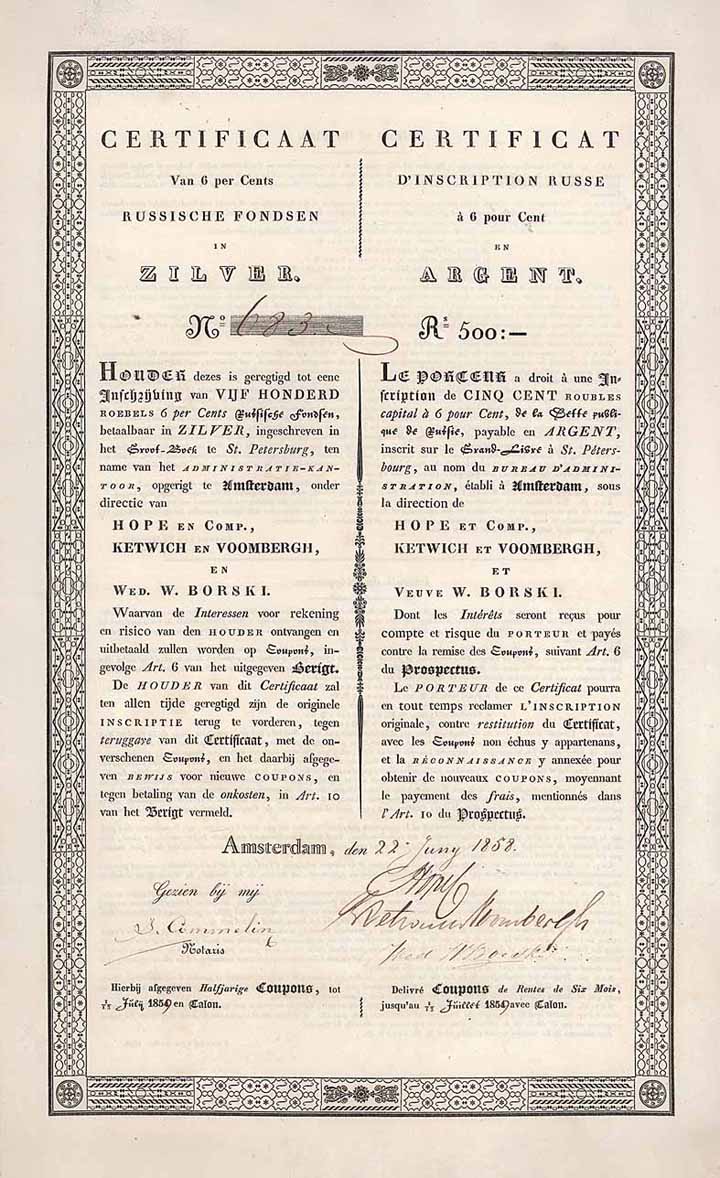 CERTIFICAAT
Van 6 per Cents
RUSSISCHE FONDSEN
IN
ZILVER.
No. 683.
HOUDER dezes is geregtigd tot eene
Inschrijving van VIJF HONDERD
ROEBELS 6 per Cents Russische Fondsen,
betaalbaar in ZILVER, ingeschreven in
het Groot-Boek te St. Petersburg, ten
name van het ADMINISTRATIE-KAN-
TOOR, opgerigt te Amsterdam, onder
directie van
HOPE EN COMP.,
KETWICH EN VOOMBERGH,
EN
WED. W. BORSKI.
Waarvan de Interessen voor rekening
en risico van den HOUDER ontvangen en
uitbetaald zullen worden op Coupons, in-
gevolge Art. 6 van het uitgegeven Berigt.
De HOUDER van dit Certificaat zal
ten allen tijde geregtigd zijn de originele
INSCRIPTIE terug te vorderen, tegen
teruggave van dit Certificaat, met de on-
verschenen Coupons, en het daarbij afgege-
ven BEWIJS voor nieuwe COUPONS, en
tegen betaling van de onkosten, in Art. 10
van het Berigt vermeld.
CERTIFICAT
D'INSCRIPTION RUSSE
à 6 pour Cent
EN
ARGENT.
Rs 500:—
LE PORTEUR a droit à une In-
scription de CINQ CENT ROUBLES
capital à 6 pour Cent, de la Dette publi-
que de Russie, payable en ARGENT,
inscrit sur le Grand-Livre à St. Péters-
bourg, au nom du BUREAU D'ADMINI-
STRATION, établi à Amsterdam, sous
la direction de
HOPE ET COMP.,
KETWICH ET VOOMBERGH,
ET
VEUVE W. BORSKI.
Dont les Intérêts seront reçus pour
compte et risque du PORTEUR et payés
contre la remise des Coupons, suivant Art. 6
du Prospectus.
Le PORTEUR de ce Certificat pourra
en tout temps reclamer L'INSCRIPTION
originale, contre restitution du Certificat,
avec les Coupons non échus y appartenans,
et la RÉCONNAISSANCE y annexée pour
obtenir de nouveaux COUPONS, moyennant
le payement des frais, mentionnés dans
l'Art. 10 du Prospectus.
Amsterdam, den 22 Juny 1858.
Gezien bij mij
S. Commelin
Notaris
Hope
Ketwich Voombergh
Wed W Borski
Hierbij afgegeven Halfjarige Coupons, tot
1/13 Julij 1859 en Talon.
Delivré Coupons de Rentes de Six Mois,
jusqu'au 1/13 Juillet 1859 avec Talon.